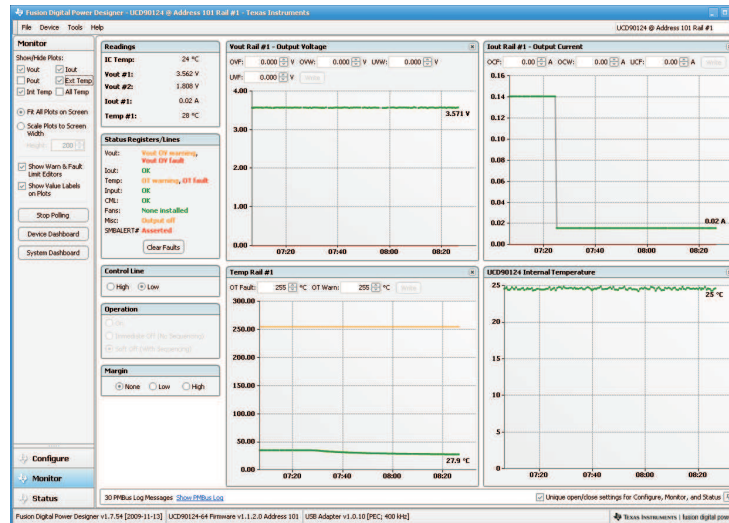 Fusion Digital Power Designer - UCD90124 @ Address 101 Rail #1 - Texas Instruments
File Device Tools Help
UCD90124 @ Address 101 Rail #1
Monitor
Show/Hide Plots:
Vout Iout
Pout Ext Temp
Int Temp All Temp
Fit All Plots on Screen
Scale Plots to Screen
Width
Height: 200
Show Warn & Fault
Limit Editors
Show Value Labels
on Plots
Stop Polling
Device Dashboard
System Dashboard
Configure
Monitor
Status
Readings
IC Temp: 24 °C
Vout #1: 3.562 V
Vout #2: 1.808 V
Iout #1: 0.02 A
Temp #1: 28 °C
Status Registers/Lines
Vout: Vout OV warning,
Vout OV fault
Iout: OK
Temp: OT warning, OT fault
Input: OK
CML: OK
Fans: None installed
Misc: Output off
SMBALERT# Asserted
Clear Faults
Control Line
High Low
Operation
On
Immediate Off (No Sequencing)
Soft Off (With Sequencing)
Margin
None Low High
Vout Rail #1 - Output Voltage
OVF: 0.000 V OVW: 0.000 V UVW: 0.000 V
UVF: 0.000 V Write
4.00
3.571 V
3.00
2.00
1.00
0.00
07:20 07:40 08:00 08:20
Iout Rail #1 - Output Current
OCF: 0.00 A OCW: 0.00 A UCF: 0.00 A Write
0.16
0.14
0.12
0.10
0.08
0.06
0.04
0.02
0.02 A
0.00
07:20 07:40 08:00 08:20
Temp Rail #1
OT Fault: 255 °C OT Warn: 255 °C Write
300.00
250.00
200.00
150.00
100.00
50.00
27.9 °C
0.00
07:20 07:40 08:00 08:20
UCD90124 Internal Temperature
25
25 °C
20
15
10
5
0
07:20 07:40 08:00 08:20
30 PMBus Log Messages Show PMBus Log
Unique open/close settings for Configure, Monitor, and Status
Fusion Digital Power Designer v1.7.54 [2009-11-13] UCD90124-64 Firmware v1.1.2.0 Address 101 USB Adapter v1.0.10 [PEC; 400 kHz]
TEXAS INSTRUMENTS | fusion digital pow